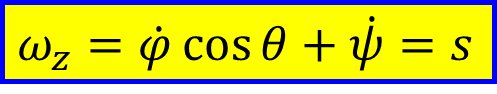 ω_z = φ̇ cos θ + ψ̇ = s